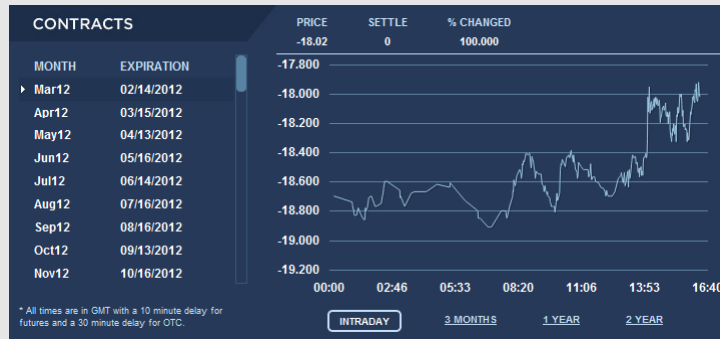 CONTRACTS
MONTH EXPIRATION
Mar12 02/14/2012
Apr12 03/15/2012
May12 04/13/2012
Jun12 05/16/2012
Jul12 06/14/2012
Aug12 07/16/2012
Sep12 08/16/2012
Oct12 09/13/2012
Nov12 10/16/2012
* All times are in GMT with a 10 minute delay for
futures and a 30 minute delay for OTC.
PRICE SETTLE % CHANGED
-18.02 0 100.000
-17.800
-18.000
-18.200
-18.400
-18.600
-18.800
-19.000
-19.200
00:00 02:46 05:33 08:20 11:06 13:53 16:40
INTRADAY 3 MONTHS 1 YEAR 2 YEAR